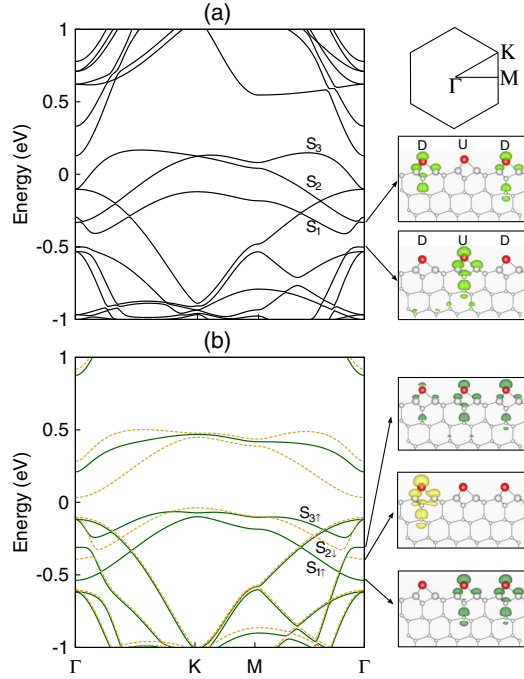 (a)
1
0.5
0
-0.5
-1
Energy (eV)
S3
S2
S1
K
Γ
M
D U D
D U D
(b)
1
0.5
0
-0.5
-1
Energy (eV)
S3↑
S2↓
S1↑
Γ K M Γ